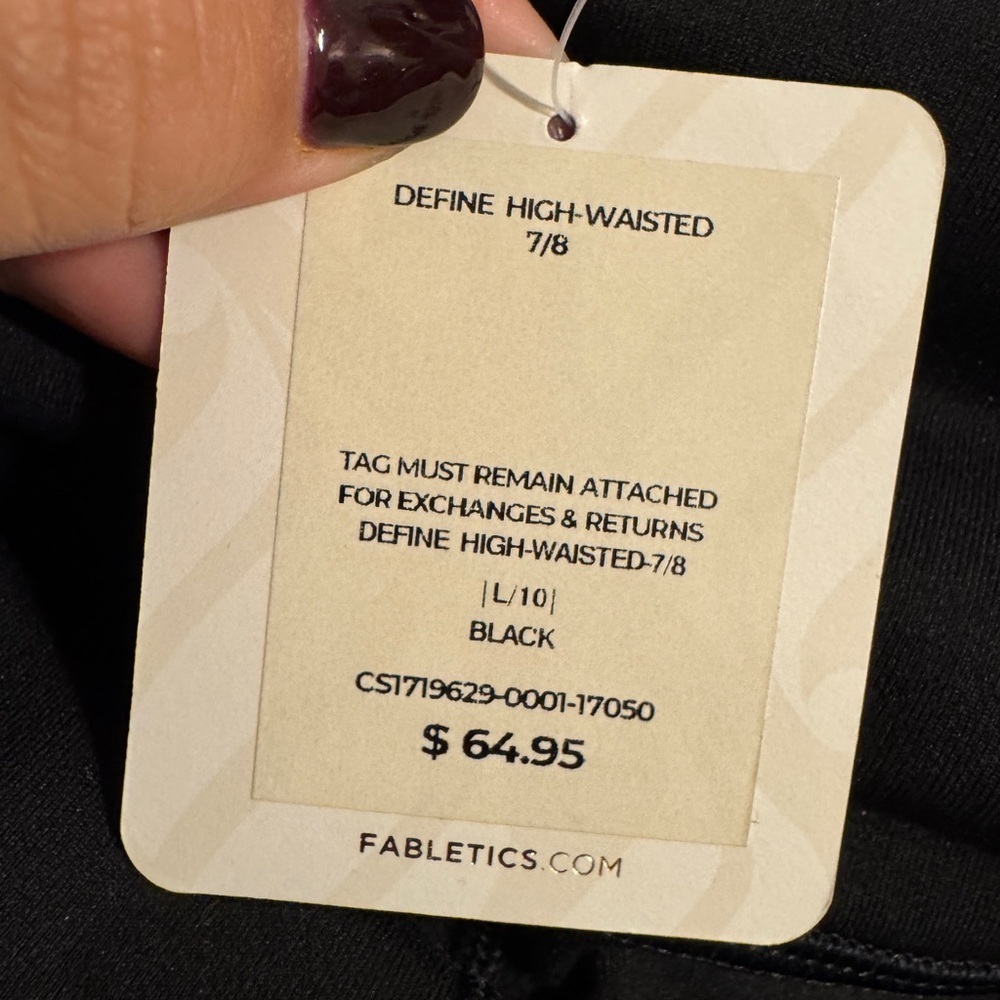 DEFINE HIGH-WAISTED
7/8
TAG MUST REMAIN ATTACHED
FOR EXCHANGES & RETURNS
DEFINE HIGH-WAISTED-7/8
|L/10|
BLACK
CS1719629-0001-17050
$ 64.95
FABLETICS.COM